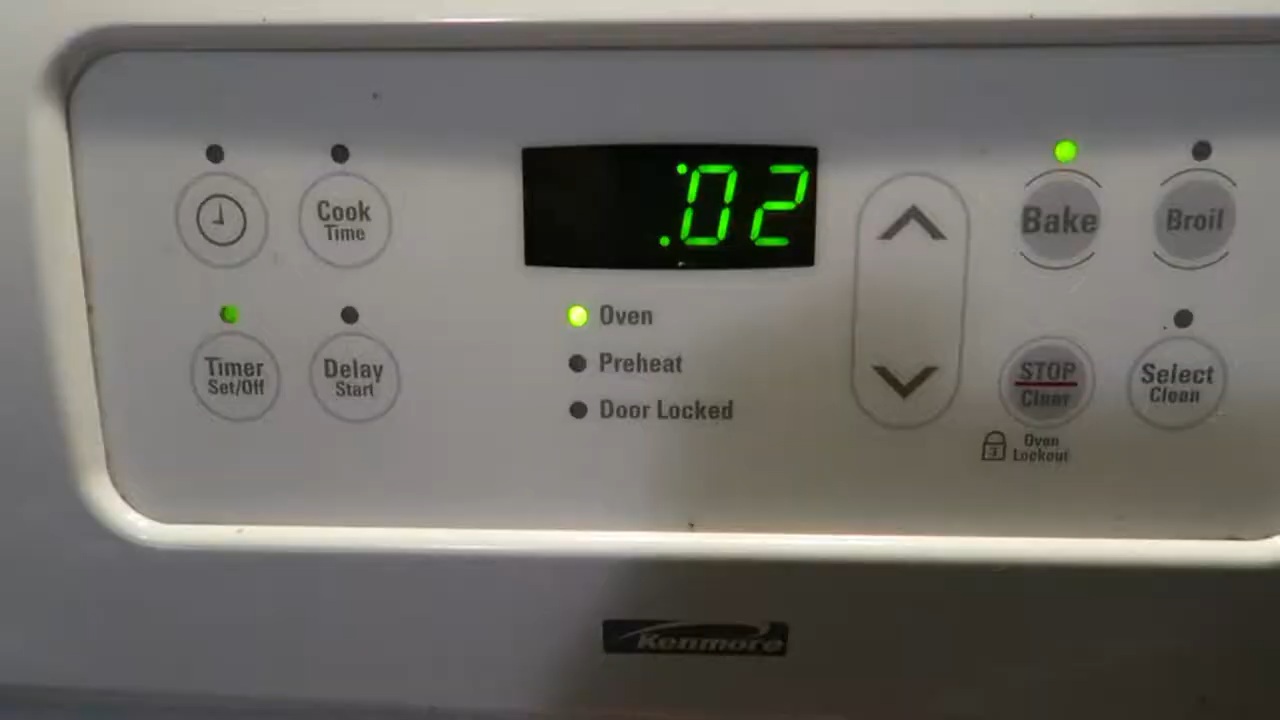 Cook
Time
:02
Bake
Broil
Timer
Set/Off
Delay
Start
Oven
Preheat
Door Locked
STOP
Clear
Select
Clean
Oven
Lockout
3
Kenmore